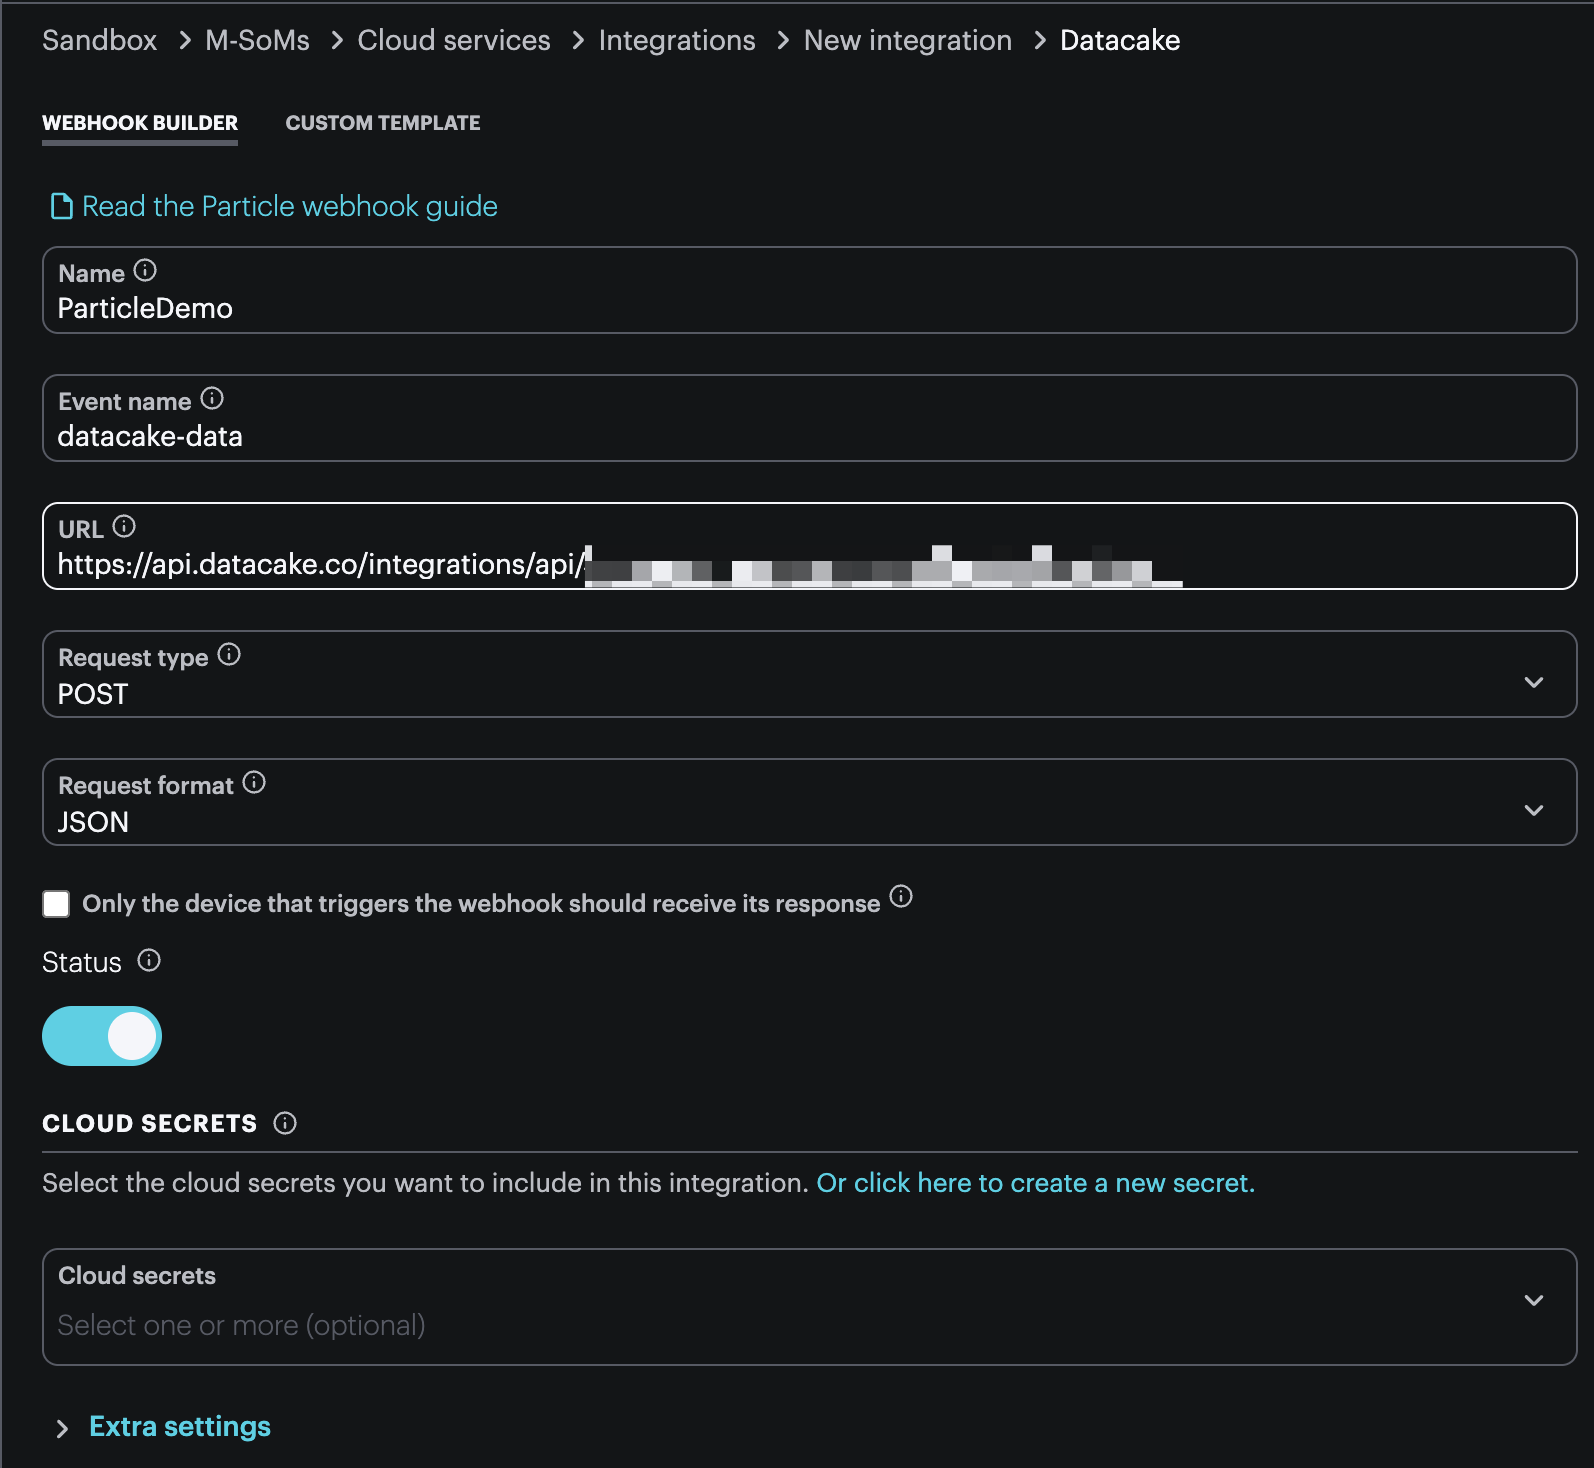 Sandbox > M-SoMs > Cloud services > Integrations > New integration > Datacake
WEBHOOK BUILDER CUSTOM TEMPLATE
Read the Particle webhook guide
Name
ParticleDemo
Event name
datacake-data
URL
https://api.datacake.co/integrations/api/
Request type
POST
Request format
JSON
Only the device that triggers the webhook should receive its response
Status
CLOUD SECRETS
Select the cloud secrets you want to include in this integration. Or click here to create a new secret.
Cloud secrets
Select one or more (optional)
Extra settings